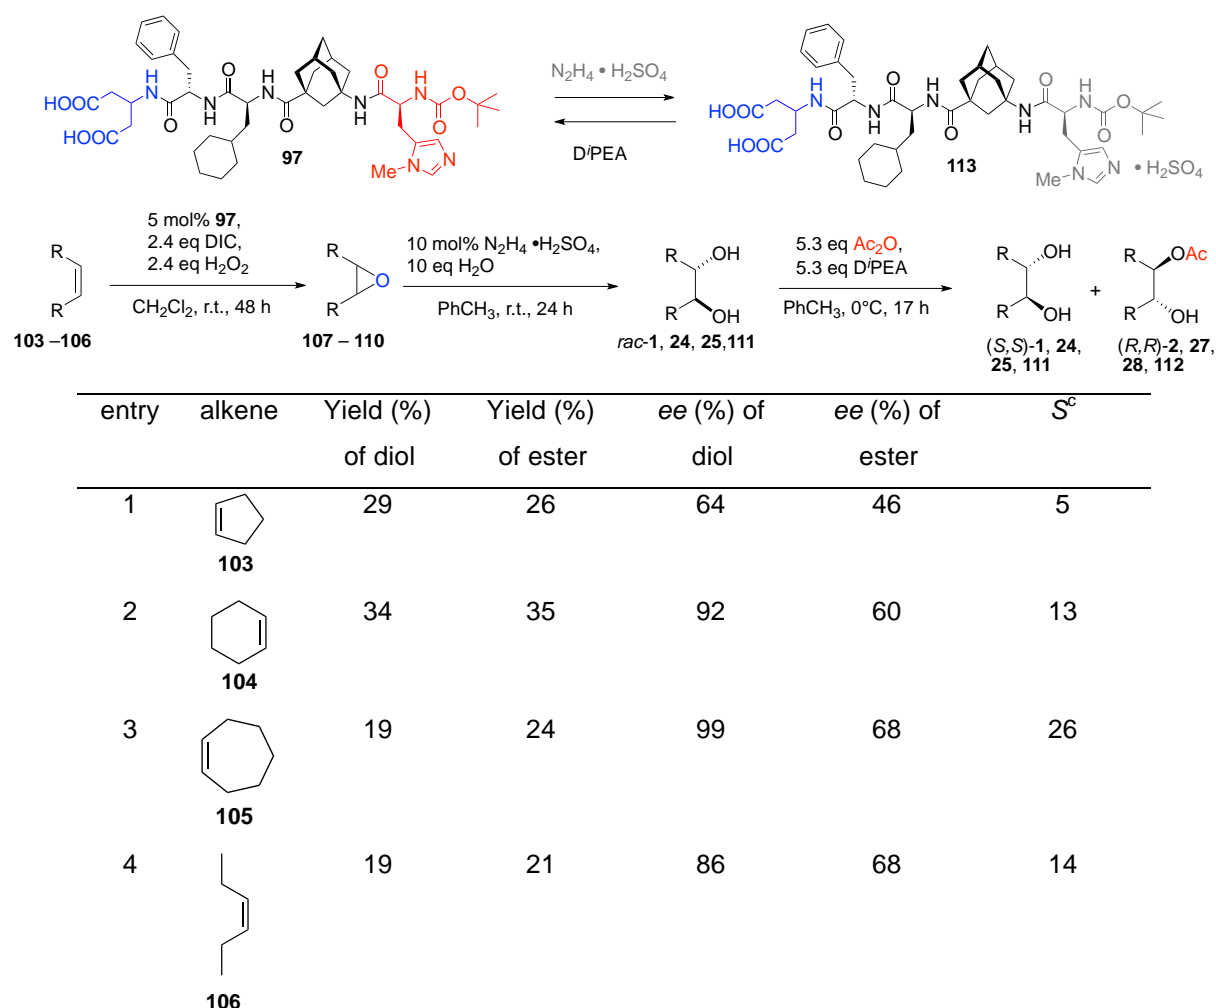 HOOC
HOOC
H
N
O
N
H
O
H
N
O
N
H
O
H
N
O
O
N
N
Me
97
N₂H₄ • H₂SO₄
DⁱPEA
HOOC
HOOC
H
N
O
N
H
O
H
N
O
N
H
O
H
N
O
O
N
N
Me
• H₂SO₄
113
R
R
103 –106
5 mol% 97,
2.4 eq DIC,
2.4 eq H₂O₂
CH₂Cl₂, r.t., 48 h
R
R
O
107 – 110
10 mol% N₂H₄ •H₂SO₄,
10 eq H₂O
PhCH₃, r.t., 24 h
R
OH
R
OH
rac-1, 24, 25,111
5.3 eq Ac₂O,
5.3 eq DⁱPEA
PhCH₃, 0°C, 17 h
R
OH
R
OH
(S,S)-1, 24,
25, 111
+
R
OAc
R
OH
(R,R)-2, 27,
28, 112
entry alkene Yield (%) Yield (%) ee (%) of ee (%) of Sᶜ
of diol of ester diol ester
1 29 26 64 46 5
103
2 34 35 92 60 13
104
3 19 24 99 68 26
105
4 19 21 86 68 14
106